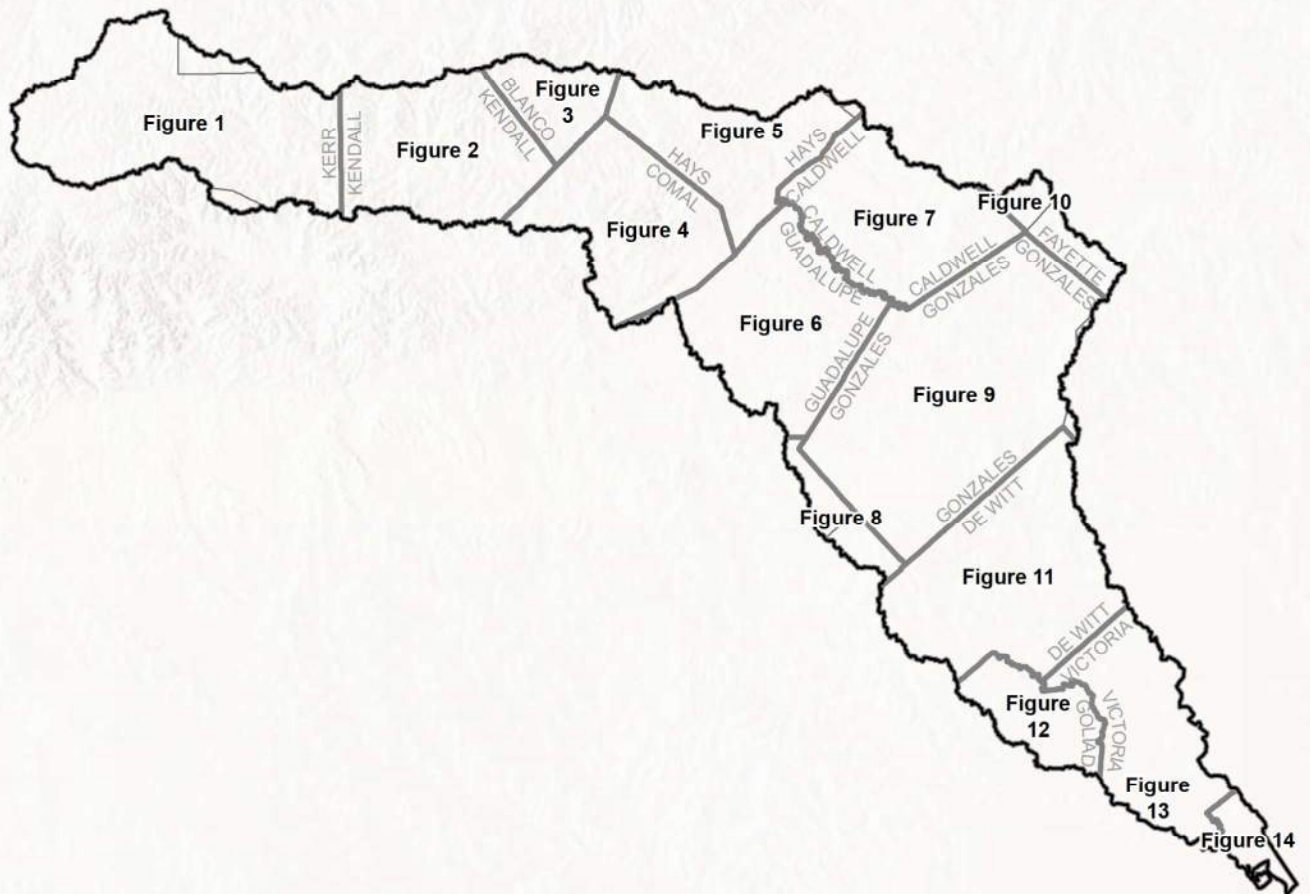 Figure 1
KERR
KENDALL
Figure 2
BLANCO
KENDALL
Figure
3
HAYS
COMAL
Figure 4
Figure 5
HAYS
CALDWELL
CALDWELL
GUADALUPE
Figure 6
Figure 7
Figure 10
FAYETTE
GONZALES
CALDWELL
GONZALES
GUADALUPE
GONZALES
Figure 9
Figure 8
GONZALES
DE WITT
Figure 11
DE WITT
VICTORIA
Figure
12
VICTORIA
GOLIAD
Figure
13
Figure 14